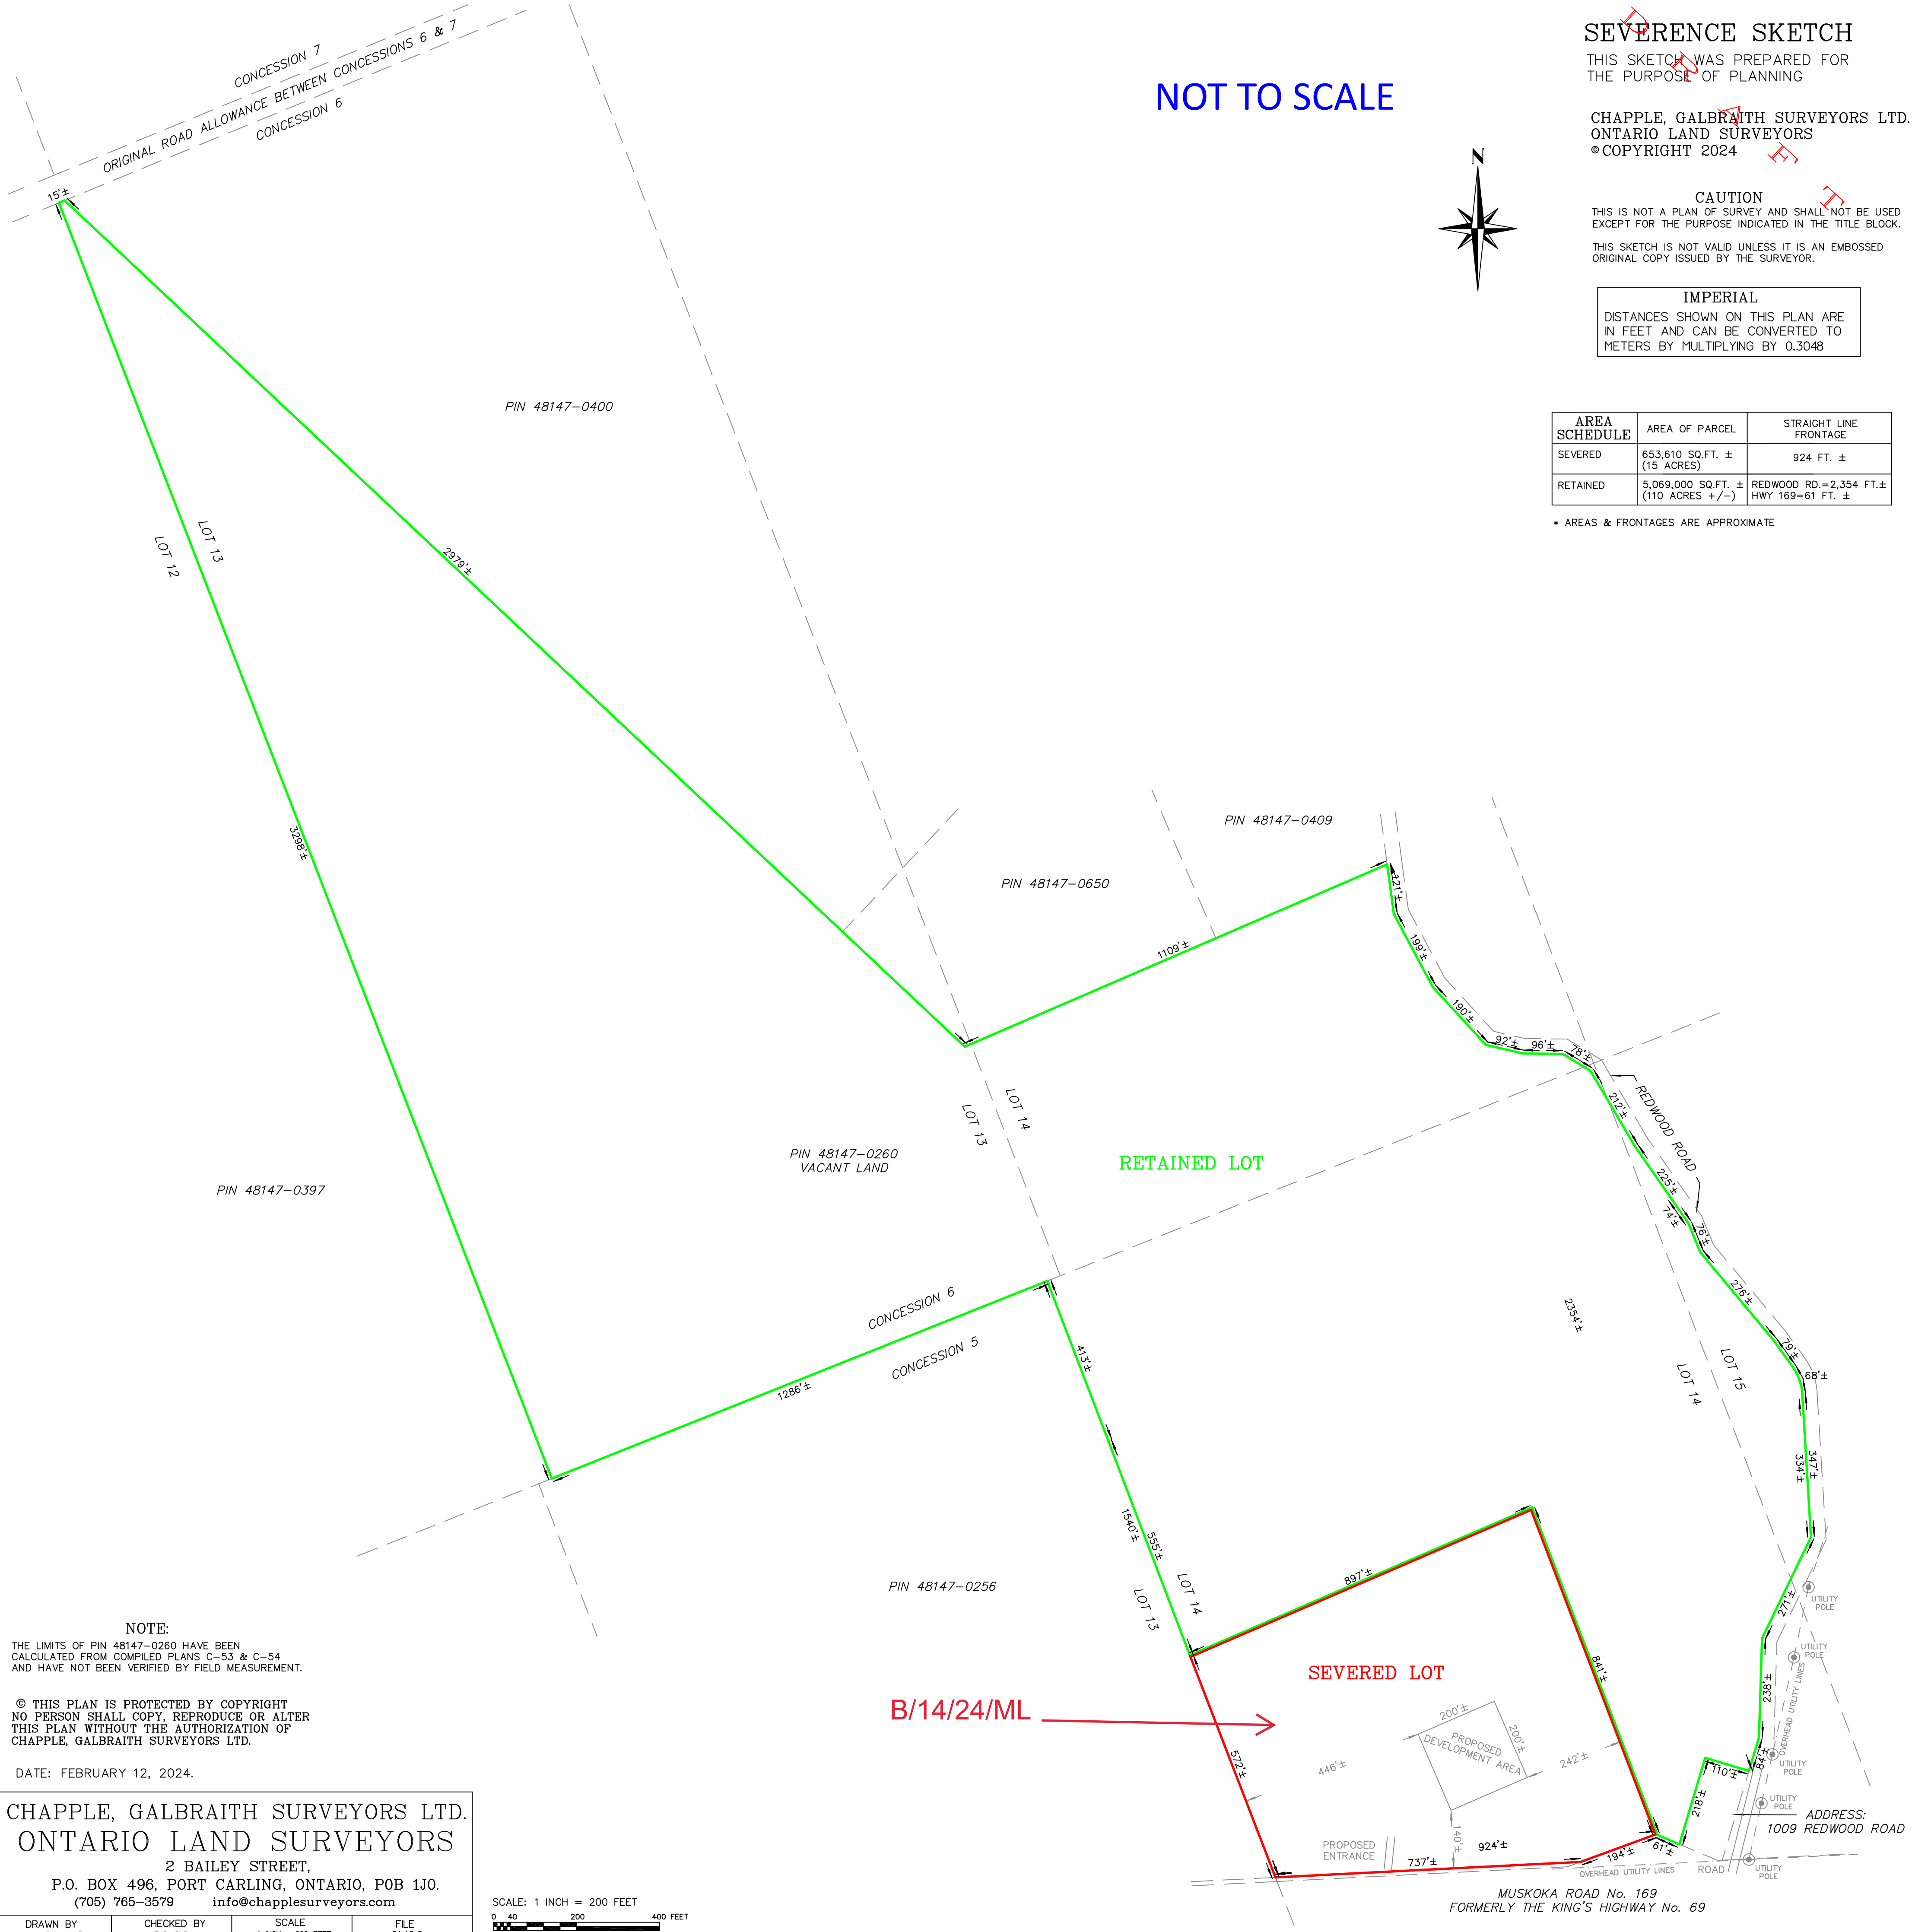 SEVERENCE SKETCH
THIS SKETCH WAS PREPARED FOR
THE PURPOSE OF PLANNING
D R A F T
CHAPPLE, GALBRAITH SURVEYORS LTD.
ONTARIO LAND SURVEYORS
© COPYRIGHT 2024
CAUTION
THIS IS NOT A PLAN OF SURVEY AND SHALL NOT BE USED
EXCEPT FOR THE PURPOSE INDICATED IN THE TITLE BLOCK.
THIS SKETCH IS NOT VALID UNLESS IT IS AN EMBOSSED
ORIGINAL COPY ISSUED BY THE SURVEYOR.
IMPERIAL
DISTANCES SHOWN ON THIS PLAN ARE
IN FEET AND CAN BE CONVERTED TO
METERS BY MULTIPLYING BY 0.3048
AREA SCHEDULE
AREA OF PARCEL
STRAIGHT LINE FRONTAGE
SEVERED
653,610 SQ.FT. ±
(15 ACRES)
924 FT. ±
RETAINED
5,069,000 SQ.FT. ±
(110 ACRES +/-)
REDWOOD RD.=2,354 FT.±
HWY 169=61 FT. ±
* AREAS & FRONTAGES ARE APPROXIMATE
NOT TO SCALE
N
CONCESSION 7
ORIGINAL ROAD ALLOWANCE BETWEEN CONCESSIONS 6 & 7
CONCESSION 6
15'±
PIN 48147-0400
LOT 13
LOT 12
2979'±
3298'±
PIN 48147-0409
PIN 48147-0650
1109'±
121'±
199'±
190'±
92'±
96'±
78'±
212'±
REDWOOD ROAD
225'±
74'±
76'±
276'±
79'±
68'±
LOT 14
LOT 13
PIN 48147-0260
VACANT LAND
RETAINED LOT
PIN 48147-0397
CONCESSION 6
CONCESSION 5
1286'±
413'±
2354'±
LOT 15
LOT 14
347'±
334'±
1540'±
555'±
LOT 14
LOT 13
PIN 48147-0256
897'±
271'±
UTILITY
POLE
UTILITY
POLE
OVERHEAD UTILITY LINES
238'±
841'±
SEVERED LOT
B/14/24/ML
572'±
200'±
200'±
PROPOSED
DEVELOPMENT AREA
446'±
242'±
140'±
84'±
110'±
218'±
UTILITY
POLE
UTILITY
POLE
ADDRESS:
1009 REDWOOD ROAD
PROPOSED
ENTRANCE
924'±
737'±
194'±
61'±
OVERHEAD UTILITY LINES
ROAD
UTILITY
POLE
MUSKOKA ROAD No. 169
FORMERLY THE KING'S HIGHWAY No. 69
NOTE:
THE LIMITS OF PIN 48147-0260 HAVE BEEN
CALCULATED FROM COMPILED PLANS C-53 & C-54
AND HAVE NOT BEEN VERIFIED BY FIELD MEASUREMENT.
© THIS PLAN IS PROTECTED BY COPYRIGHT
NO PERSON SHALL COPY, REPRODUCE OR ALTER
THIS PLAN WITHOUT THE AUTHORIZATION OF
CHAPPLE, GALBRAITH SURVEYORS LTD.
DATE: FEBRUARY 12, 2024.
CHAPPLE, GALBRAITH SURVEYORS LTD.
ONTARIO LAND SURVEYORS
2 BAILEY STREET,
P.O. BOX 496, PORT CARLING, ONTARIO, P0B 1J0.
(705) 765-3579 info@chapplesurveyors.com
DRAWN BY
CHECKED BY
SCALE
FILE
SCALE: 1 INCH = 200 FEET
0 40 200 400 FEET